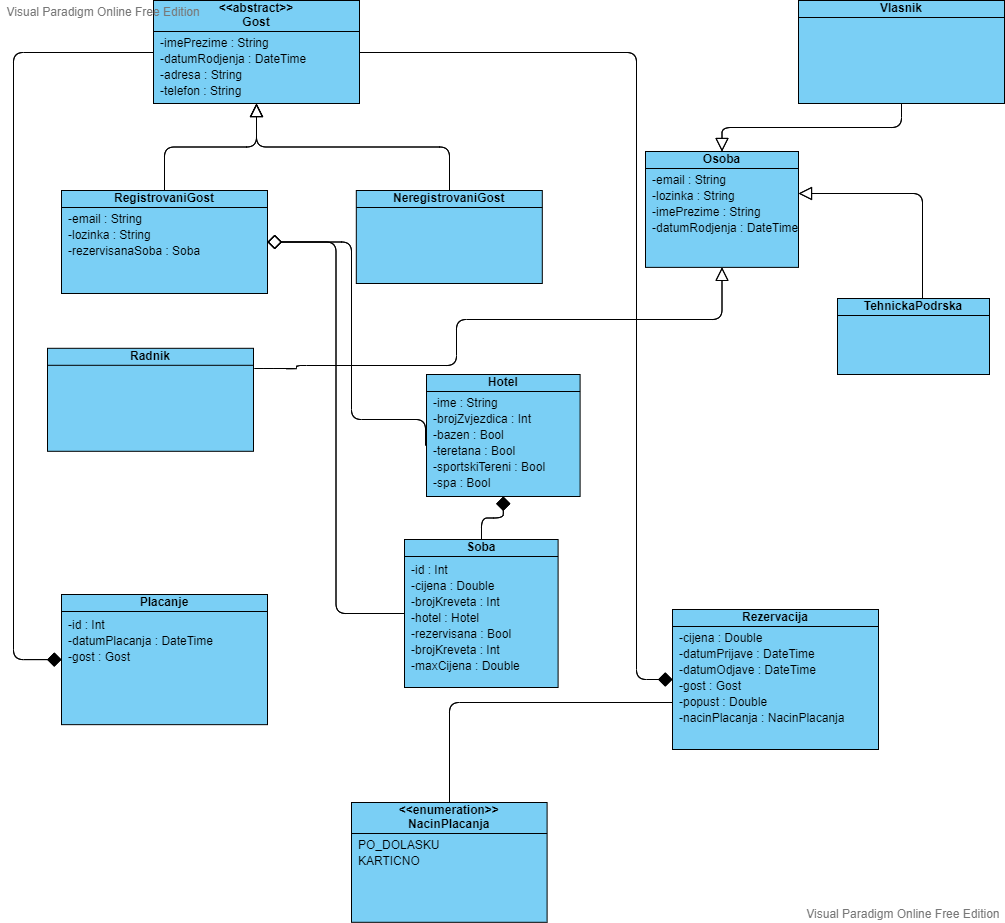 Visual Paradigm Online Free Edition
<<abstract>>
Gost
-imePrezime : String
-datumRodjenja : DateTime
-adresa : String
-telefon : String
Vlasnik
Osoba
-email : String
-lozinka : String
-imePrezime : String
-datumRodjenja : DateTime
RegistrovaniGost
-email : String
-lozinka : String
-rezervisanaSoba : Soba
NeregistrovaniGost
TehnickaPodrska
Radnik
Hotel
-ime : String
-brojZvjezdica : Int
-bazen : Bool
-teretana : Bool
-sportskiTereni : Bool
-spa : Bool
Soba
-id : Int
-cijena : Double
-brojKreveta : Int
-hotel : Hotel
-rezervisana : Bool
-brojKreveta : Int
-maxCijena : Double
Placanje
-id : Int
-datumPlacanja : DateTime
-gost : Gost
Rezervacija
-cijena : Double
-datumPrijave : DateTime
-datumOdjave : DateTime
-gost : Gost
-popust : Double
-nacinPlacanja : NacinPlacanja
<<enumeration>>
NacinPlacanja
PO_DOLASKU
KARTICNO
Visual Paradigm Online Free Edition